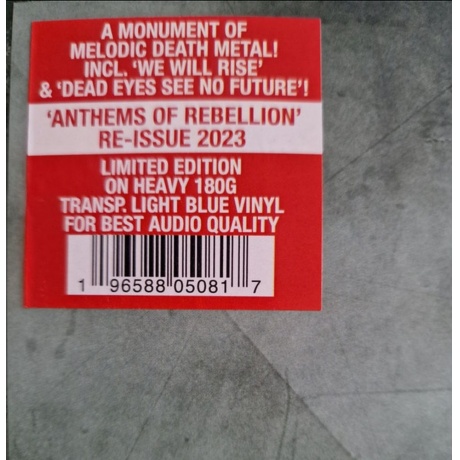 A MONUMENT OF
MELODIC DEATH METAL!
INCL. 'WE WILL RISE'
& 'DEAD EYES SEE NO FUTURE'!
'ANTHEMS OF REBELLION'
RE-ISSUE 2023
LIMITED EDITION
ON HEAVY 180G
TRANSP. LIGHT BLUE VINYL
FOR BEST AUDIO QUALITY
1 96588 05081 7